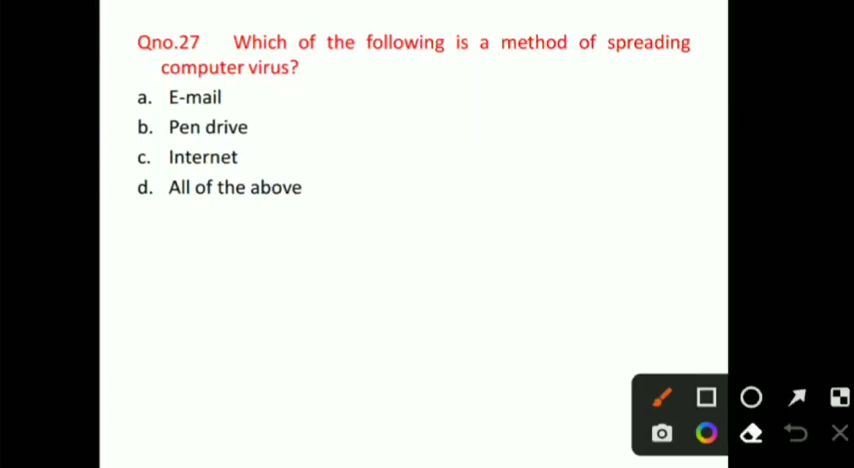 Qno.27 Which of the following is a method of spreading
computer virus?
a. E-mail
b. Pen drive
c. Internet
d. All of the above